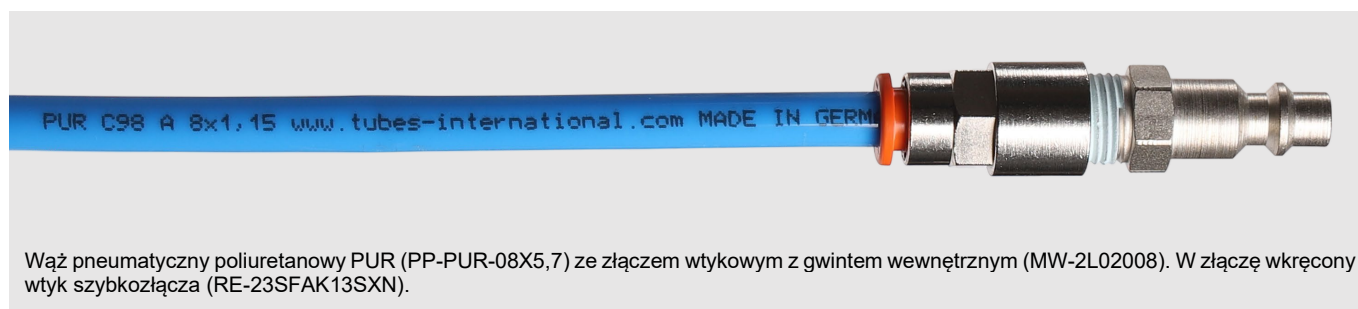 PUR C98 A 8x1,15 www.tubes-international.com MADE IN GERM
Wąż pneumatyczny poliuretanowy PUR (PP-PUR-08X5,7) ze złączem wtykowym z gwintem wewnętrznym (MW-2L02008). W złączę wkręcony
wtyk szybkozłącza (RE-23SFAK13SXN).